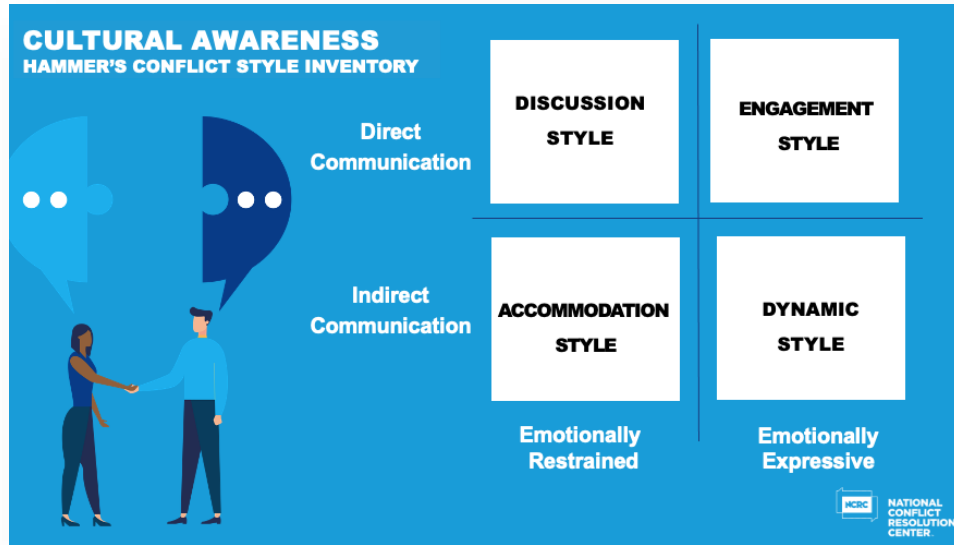 CULTURAL AWARENESS
HAMMER'S CONFLICT STYLE INVENTORY
Direct
Communication
DISCUSSION
STYLE
ENGAGEMENT
STYLE
Indirect
Communication
ACCOMMODATION
STYLE
DYNAMIC
STYLE
Emotionally
Restrained
Emotionally
Expressive
NCRC
NATIONAL
CONFLICT
RESOLUTION
CENTER.